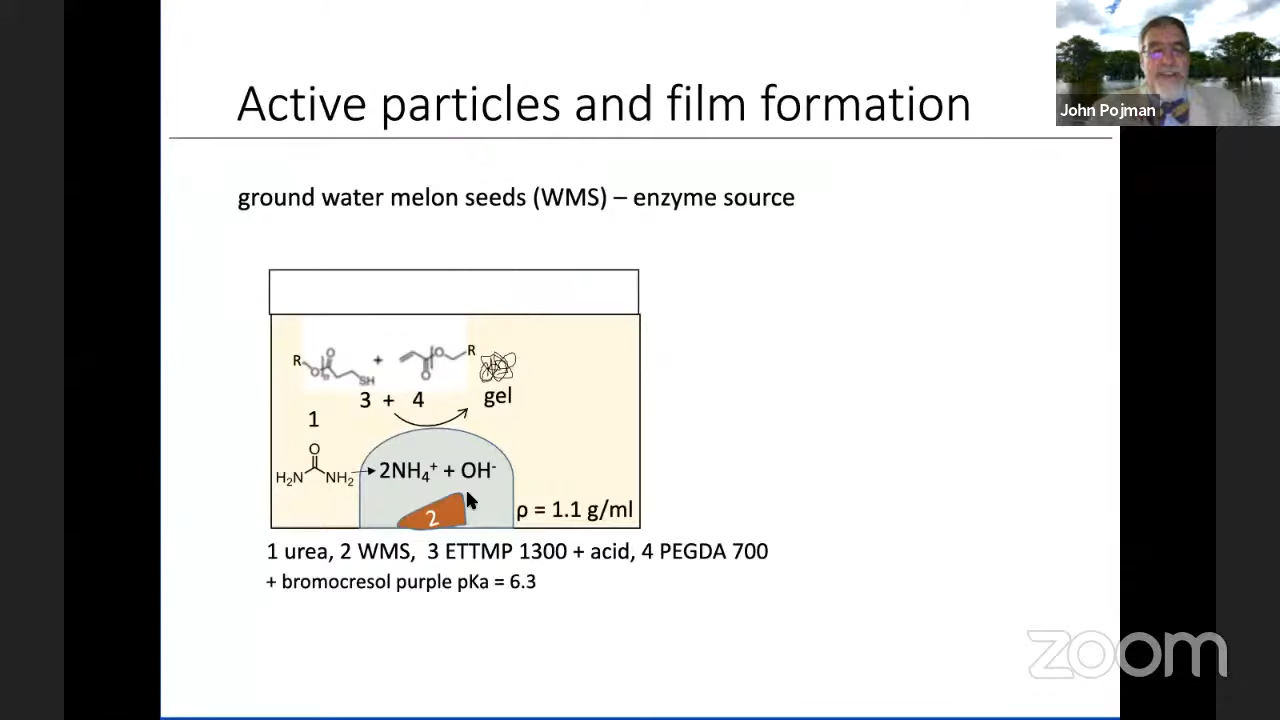 Active particles and film formation
John Pojman
ground water melon seeds (WMS) – enzyme source
R O O SH + O O R
3 + 4 gel
1
O
H₂N NH₂ 2NH₄⁺ + OH⁻
2 ρ = 1.1 g/ml
1 urea, 2 WMS, 3 ETTMP 1300 + acid, 4 PEGDA 700
+ bromocresol purple pKa = 6.3
zoom